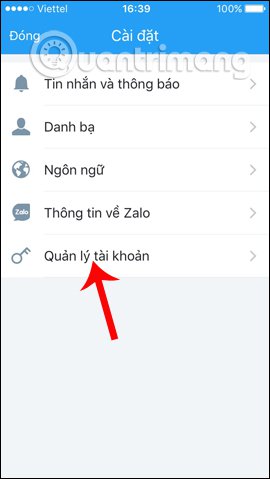 Viettel 16:39 100%
Đóng Cài đặt
Quantrimang
Tin nhắn và thông báo
Danh bạ
Ngôn ngữ
Zalo Thông tin về Zalo
Quản lý tài khoản